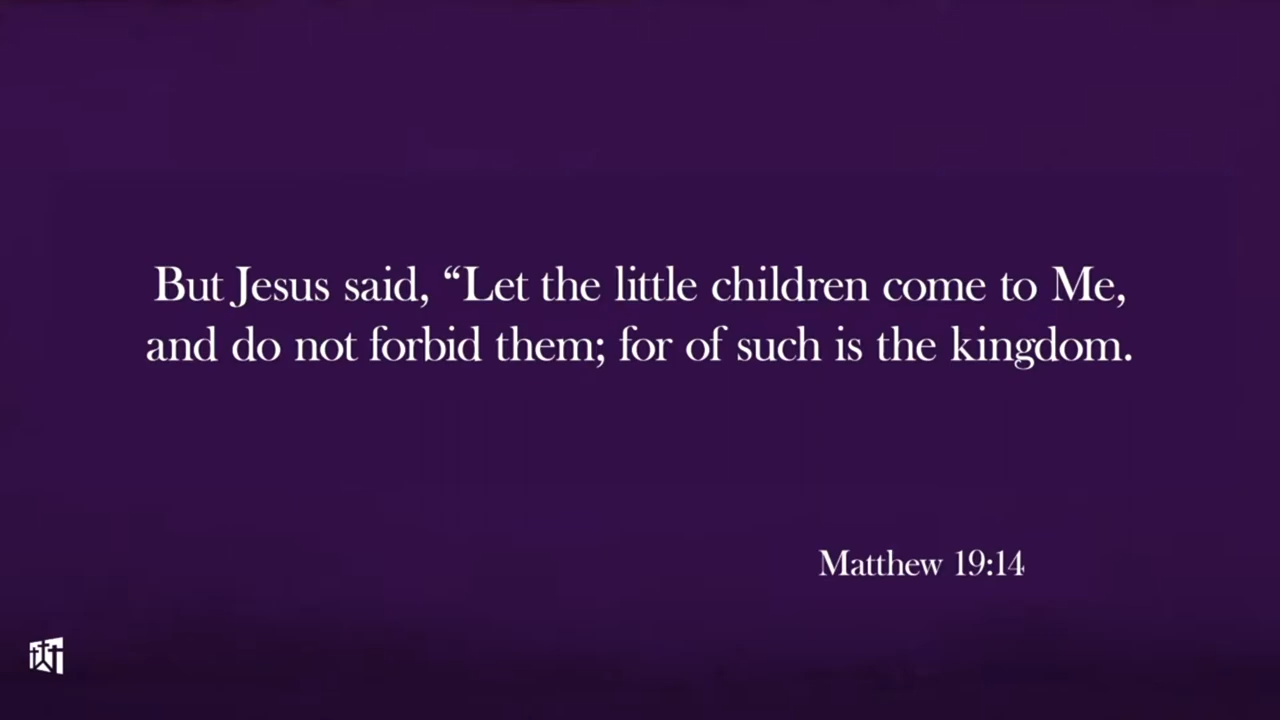 But Jesus said, “Let the little children come to Me,
and do not forbid them; for of such is the kingdom.
Matthew 19:14